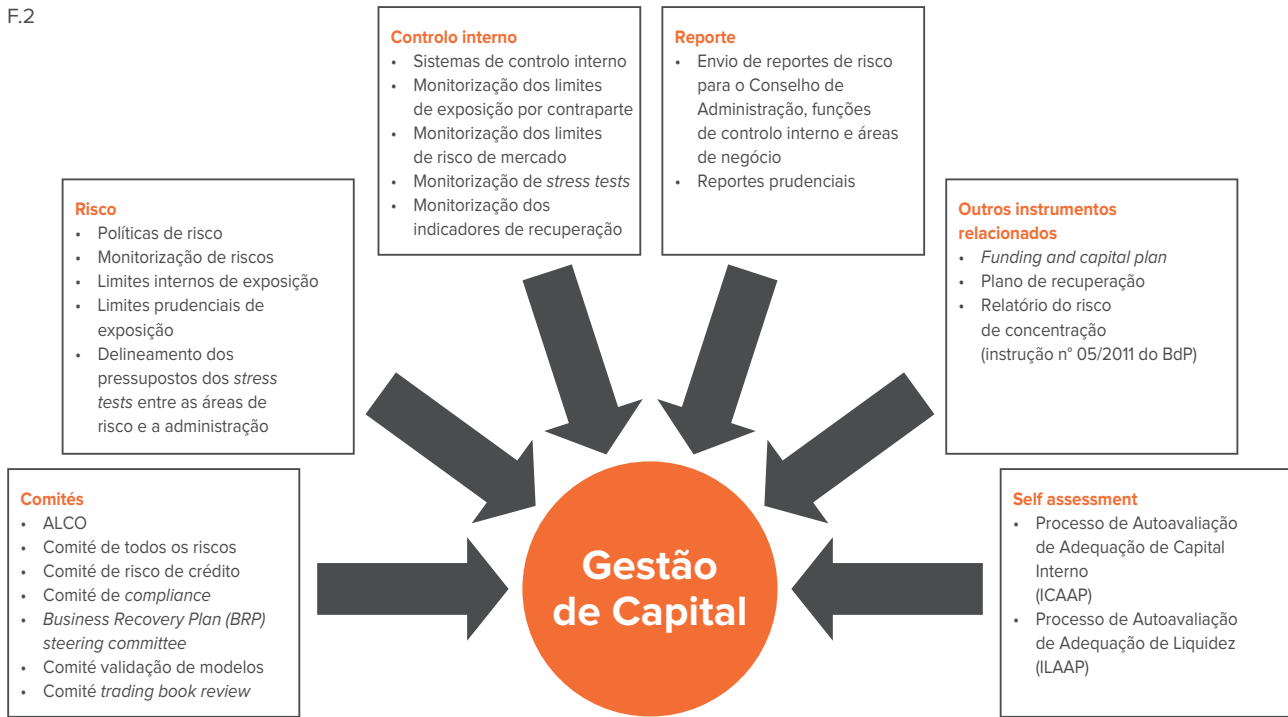 F.2
Controlo interno
• Sistemas de controlo interno
• Monitorização dos limites
de exposição por contraparte
• Monitorização dos limites
de risco de mercado
• Monitorização de stress tests
• Monitorização dos
indicadores de recuperação
Reporte
• Envio de reportes de risco
para o Conselho de
Administração, funções
de controlo interno e áreas
de negócio
• Reportes prudenciais
Risco
• Políticas de risco
• Monitorização de riscos
• Limites internos de exposição
• Limites prudenciais de
exposição
• Delineamento dos
pressupostos dos stress
tests entre as áreas de
risco e a administração
Outros instrumentos
relacionados
• Funding and capital plan
• Plano de recuperação
• Relatório do risco
de concentração
(instrução n° 05/2011 do BdP)
Comités
• ALCO
• Comité de todos os riscos
• Comité de risco de crédito
• Comité de compliance
• Business Recovery Plan (BRP)
steering committee
• Comité validação de modelos
• Comité trading book review
Gestão
de Capital
Self assessment
• Processo de Autoavaliação
de Adequação de Capital
Interno
(ICAAP)
• Processo de Autoavaliação
de Adequação de Liquidez
(ILAAP)